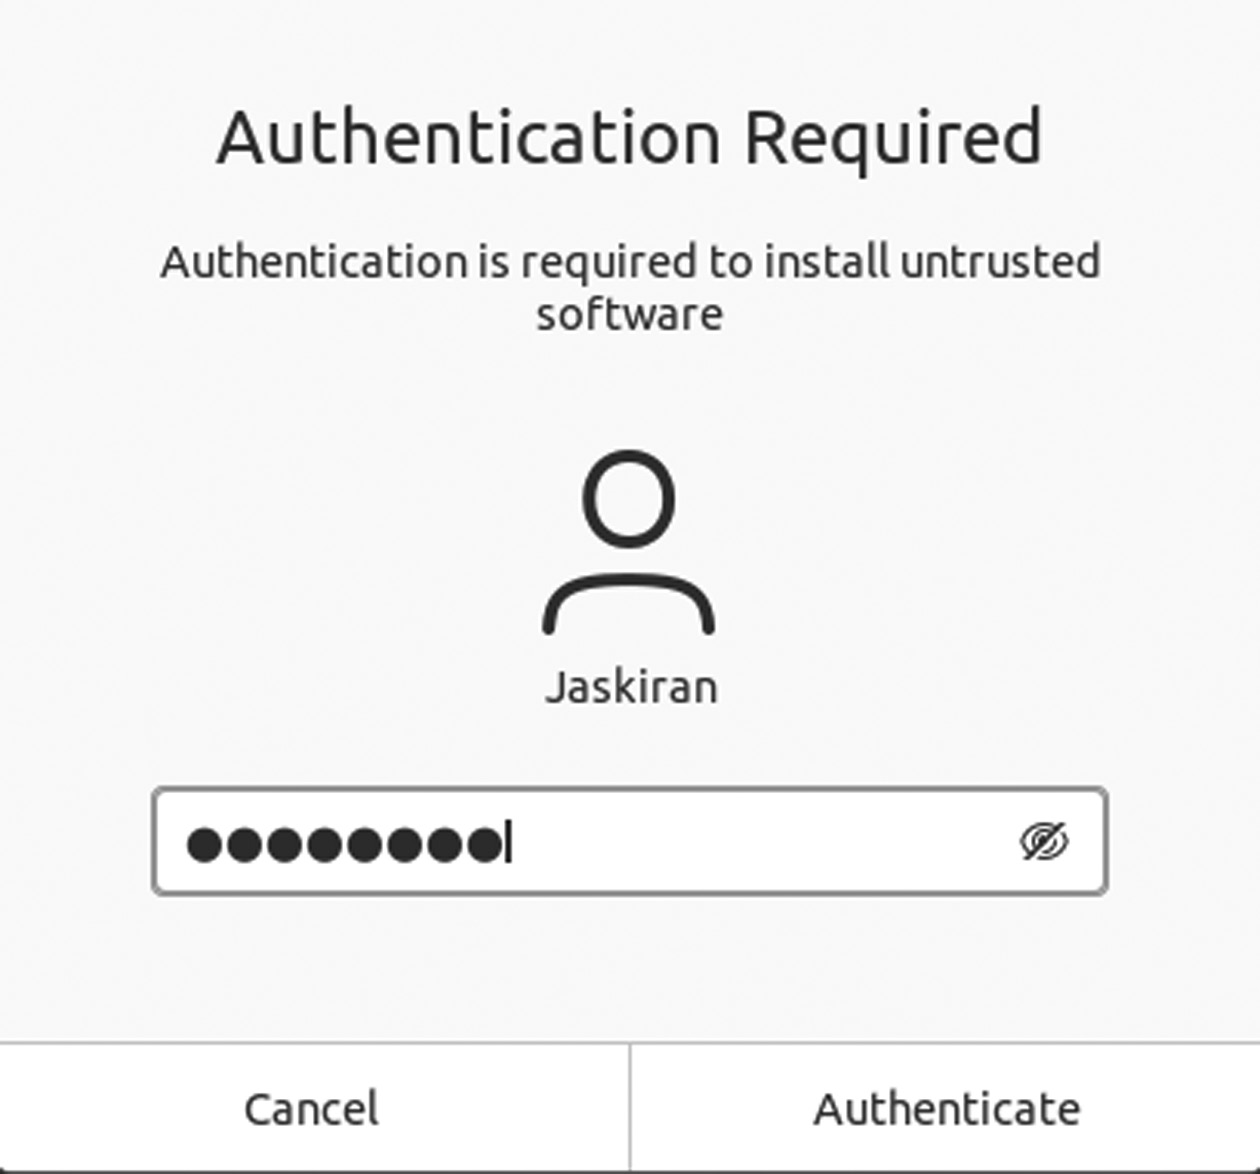 Authentication Required
Authentication is required to install untrusted
software
Jaskiran
●●●●●●●●
Cancel
Authenticate